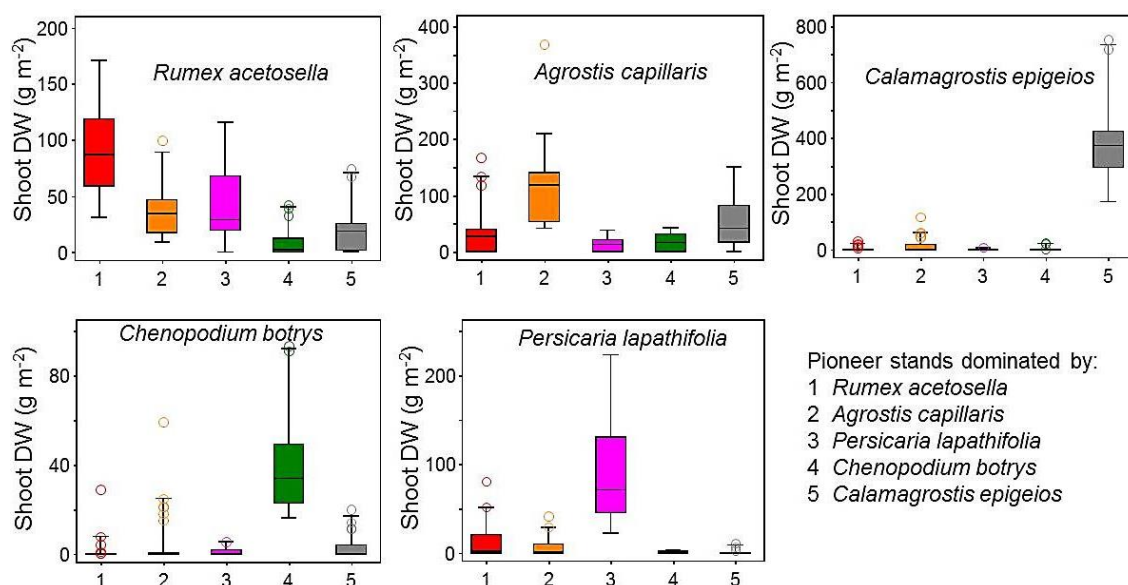 Rumex acetosella
Shoot DW (g m-2)
200
150
100
50
0
1 2 3 4 5
Agrostis capillaris
Shoot DW (g m-2)
400
300
200
100
0
1 2 3 4 5
Calamagrostis epigeios
Shoot DW (g m-2)
800
600
400
200
0
1 2 3 4 5
Chenopodium botrys
Shoot DW (g m-2)
80
40
0
1 2 3 4 5
Persicaria lapathifolia
Shoot DW (g m-2)
200
100
0
1 2 3 4 5
Pioneer stands dominated by:
1 Rumex acetosella
2 Agrostis capillaris
3 Persicaria lapathifolia
4 Chenopodium botrys
5 Calamagrostis epigeios